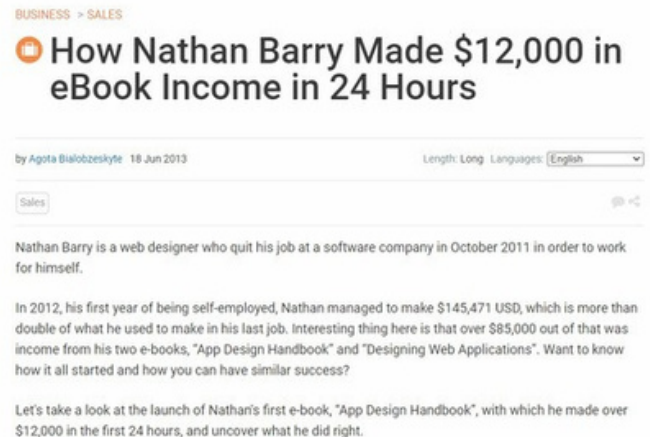 BUSINESS > SALES
How Nathan Barry Made $12,000 in
eBook Income in 24 Hours
by Agota Bialobzeskyte 18 Jun 2013 Length: Long Languages: English
Sales
Nathan Barry is a web designer who quit his job at a software company in October 2011 in order to work
for himself.
In 2012, his first year of being self-employed, Nathan managed to make $145,471 USD, which is more than
double of what he used to make in his last job. Interesting thing here is that over $85,000 out of that was
income from his two e-books, "App Design Handbook" and "Designing Web Applications". Want to know
how it all started and how you can have similar success?
Let's take a look at the launch of Nathan's first e-book, "App Design Handbook", with which he made over
$12,000 in the first 24 hours, and uncover what he did right.